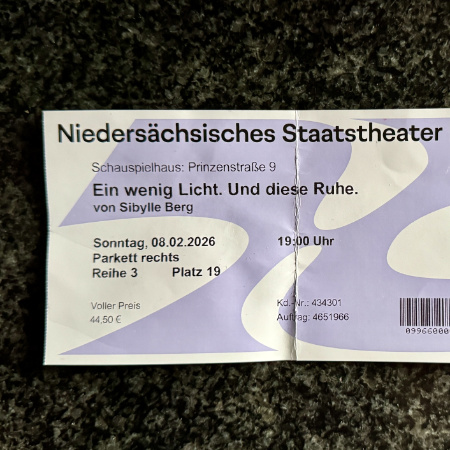 Niedersächsisches Staatstheater
Schauspielhaus: Prinzenstraße 9
Ein wenig Licht. Und diese Ruhe.
von Sibylle Berg
Sonntag, 08.02.2026 19:00 Uhr
Parkett rechts
Reihe 3 Platz 19
Voller Preis Kd.-Nr.: 434301
44,50 € Auftrag: 4651966
09966000